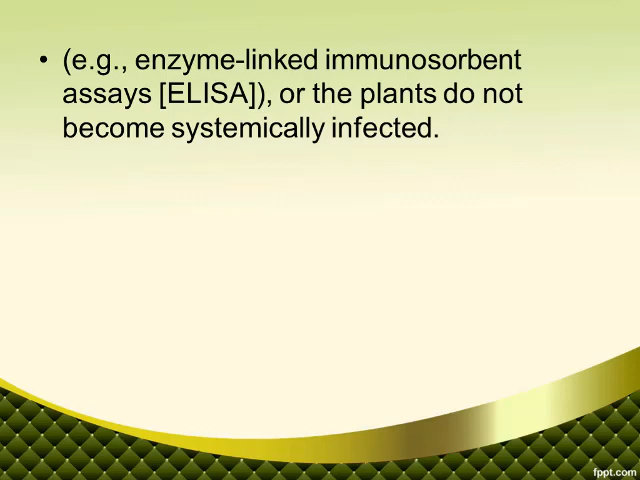 • (e.g., enzyme-linked immunosorbent
assays [ELISA]), or the plants do not
become systemically infected.
fppt.com